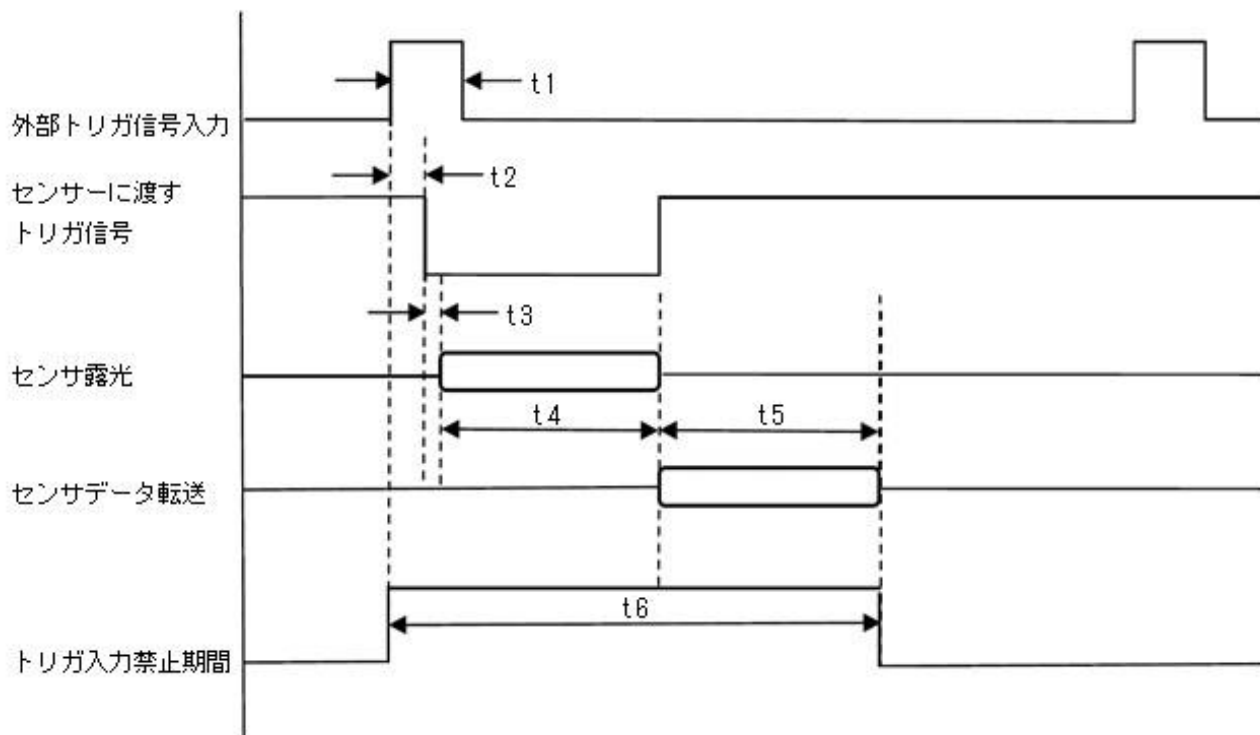 t1
外部トリガ信号入力
t2
センサーに渡す
トリガ信号
t3
センサ露光
t4
t5
センサデータ転送
t6
トリガ入力禁止期間